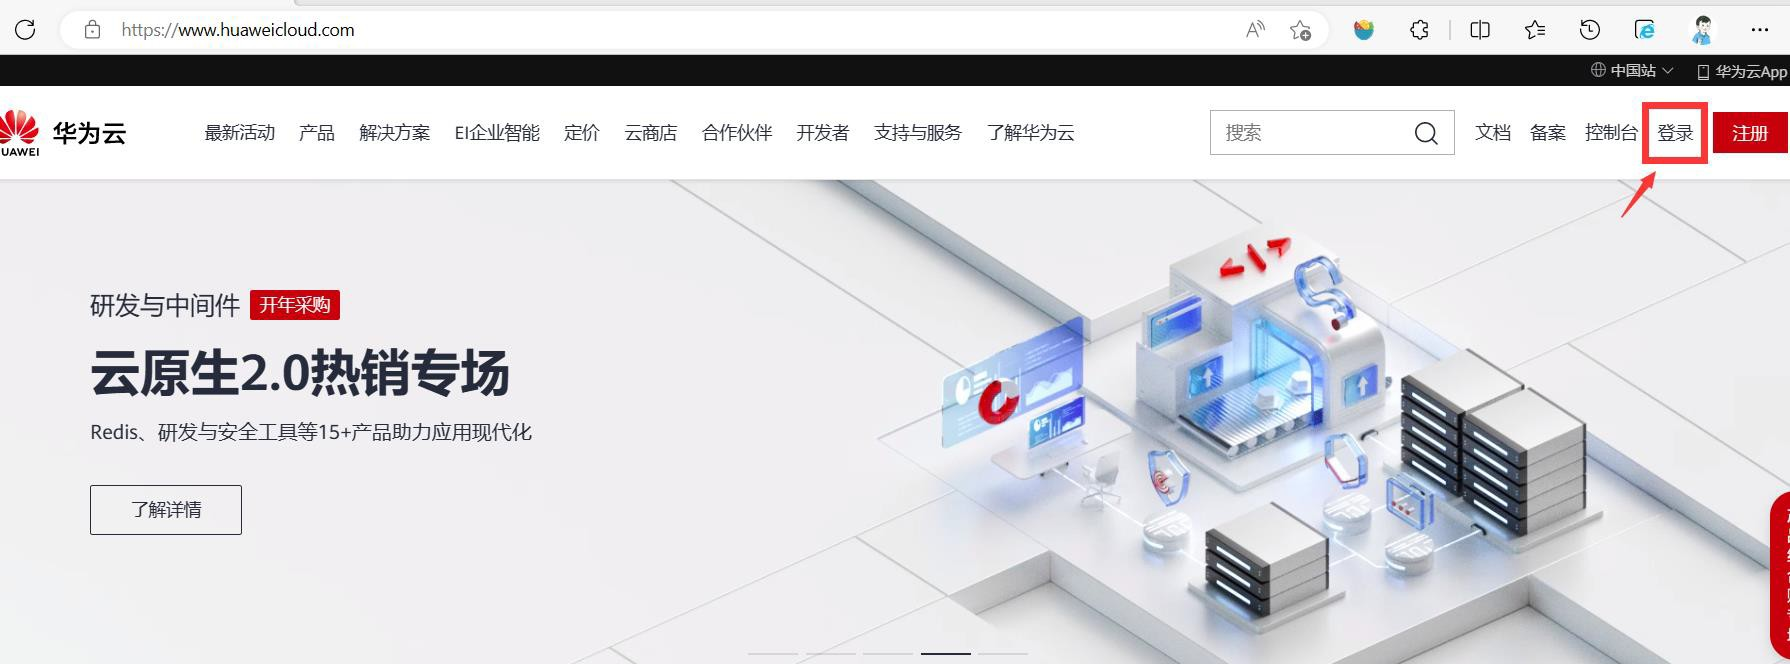 https://www.huaweicloud.com
中国站 华为云App
HUAWEI 华为云 最新活动 产品 解决方案 EI企业智能 定价 云商店 合作伙伴 开发者 支持与服务 了解华为云 搜索 文档 备案 控制台 登录 注册
研发与中间件 开年采购
云原生2.0热销专场
Redis、研发与安全工具等15+产品助力应用现代化
了解详情